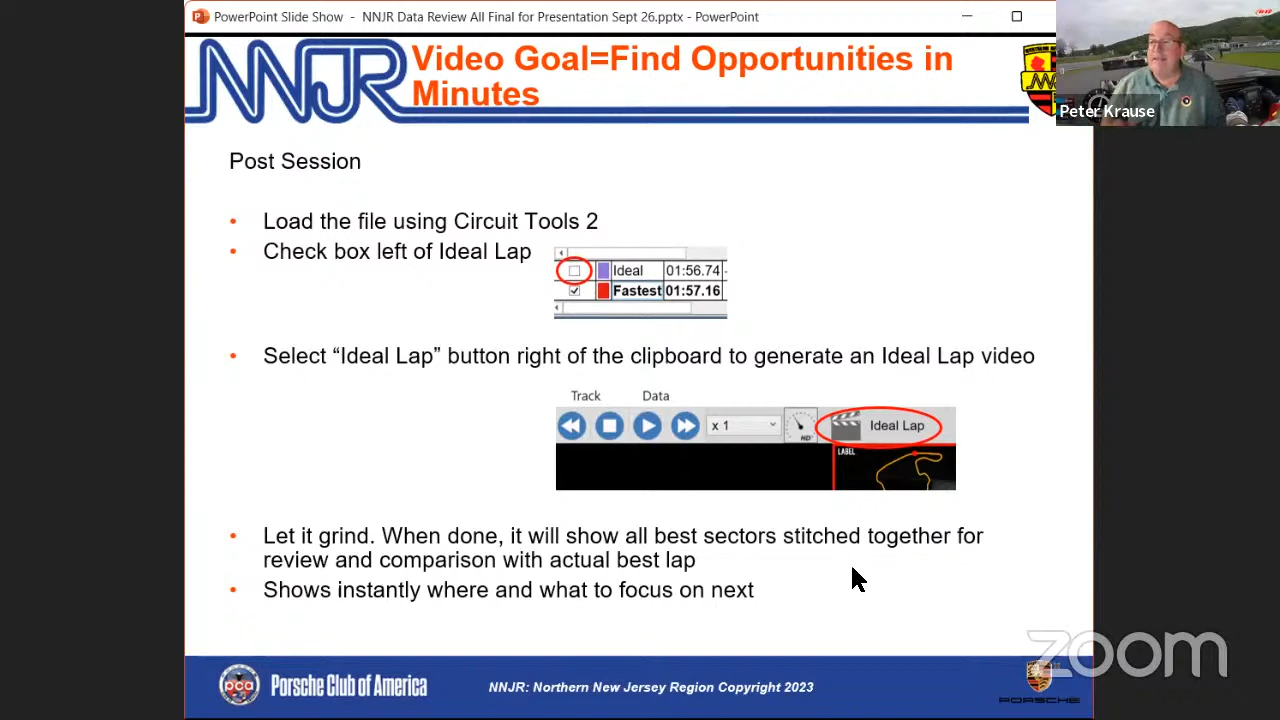 PowerPoint Slide Show - NNJR Data Review All Final for Presentation Sept 26.pptx - PowerPoint
NNJR
Video Goal=Find Opportunities in
Minutes
Peter Krause
Post Session
• Load the file using Circuit Tools 2
• Check box left of Ideal Lap
Ideal 01:56.74
Fastest 01:57.16
• Select “Ideal Lap” button right of the clipboard to generate an Ideal Lap video
Track Data
x 1
HD
Ideal Lap
LABEL
• Let it grind. When done, it will show all best sectors stitched together for
review and comparison with actual best lap
• Shows instantly where and what to focus on next
zoom
pca
Porsche Club of America
NNJR: Northern New Jersey Region Copyright 2023
PORSCHE